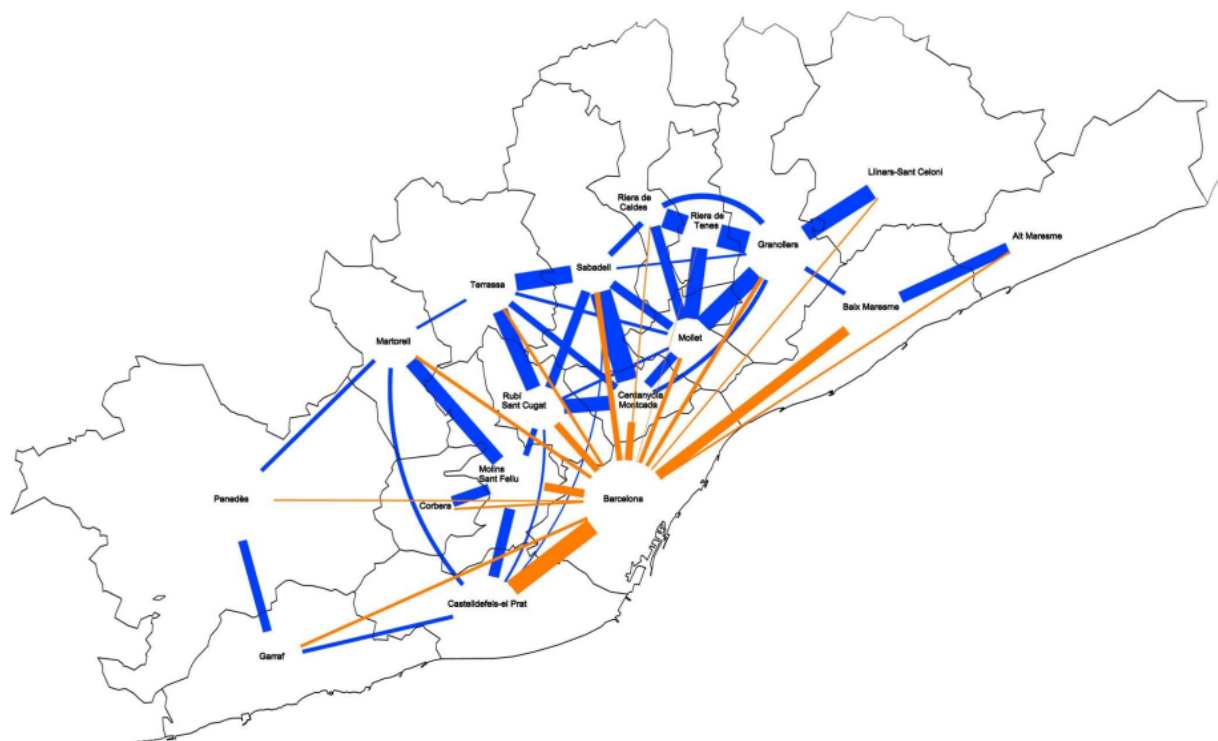 Llinars-Sant Celoni
Riera de
Caldes
Riera de
Tenes
Alt Maresme
Granollers
Sabadell
Terrassa
Baix Maresme
Mollet
Martorell
Rubí
Sant Cugat
Cerdanyola
Montcada
Molins
Sant Feliu
Penedès
Barcelona
Corbera
Castelldefels-el Prat
Garraf